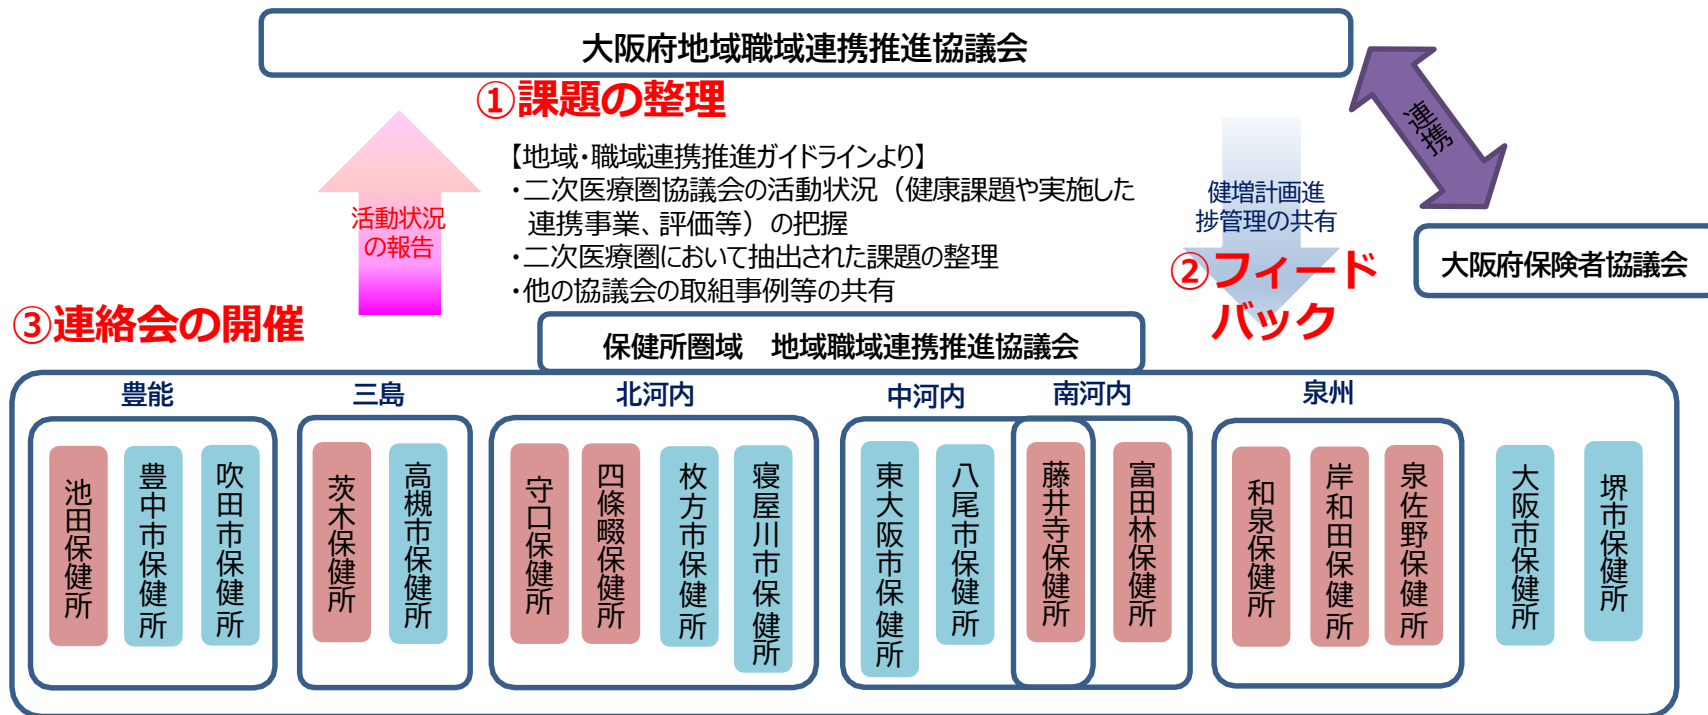 大阪府地域職域連携推進協議会
①課題の整理
連携
【地域・職域連携推進ガイドラインより】
・二次医療圏協議会の活動状況（健康課題や実施した
連携事業、評価等）の把握
・二次医療圏において抽出された課題の整理
・他の協議会の取組事例等の共有
活動状況
の報告
健増計画進
捗管理の共有
②フィード
バック
大阪府保険者協議会
③連絡会の開催
保健所圏域　地域職域連携推進協議会
豊能
三島
北河内
中河内
南河内
泉州
池田保健所
豊中市保健所
吹田市保健所
茨木保健所
高槻市保健所
守口保健所
四條畷保健所
枚方市保健所
寝屋川市保健所
東大阪市保健所
八尾市保健所
藤井寺保健所
富田林保健所
和泉保健所
岸和田保健所
泉佐野保健所
大阪市保健所
堺市保健所